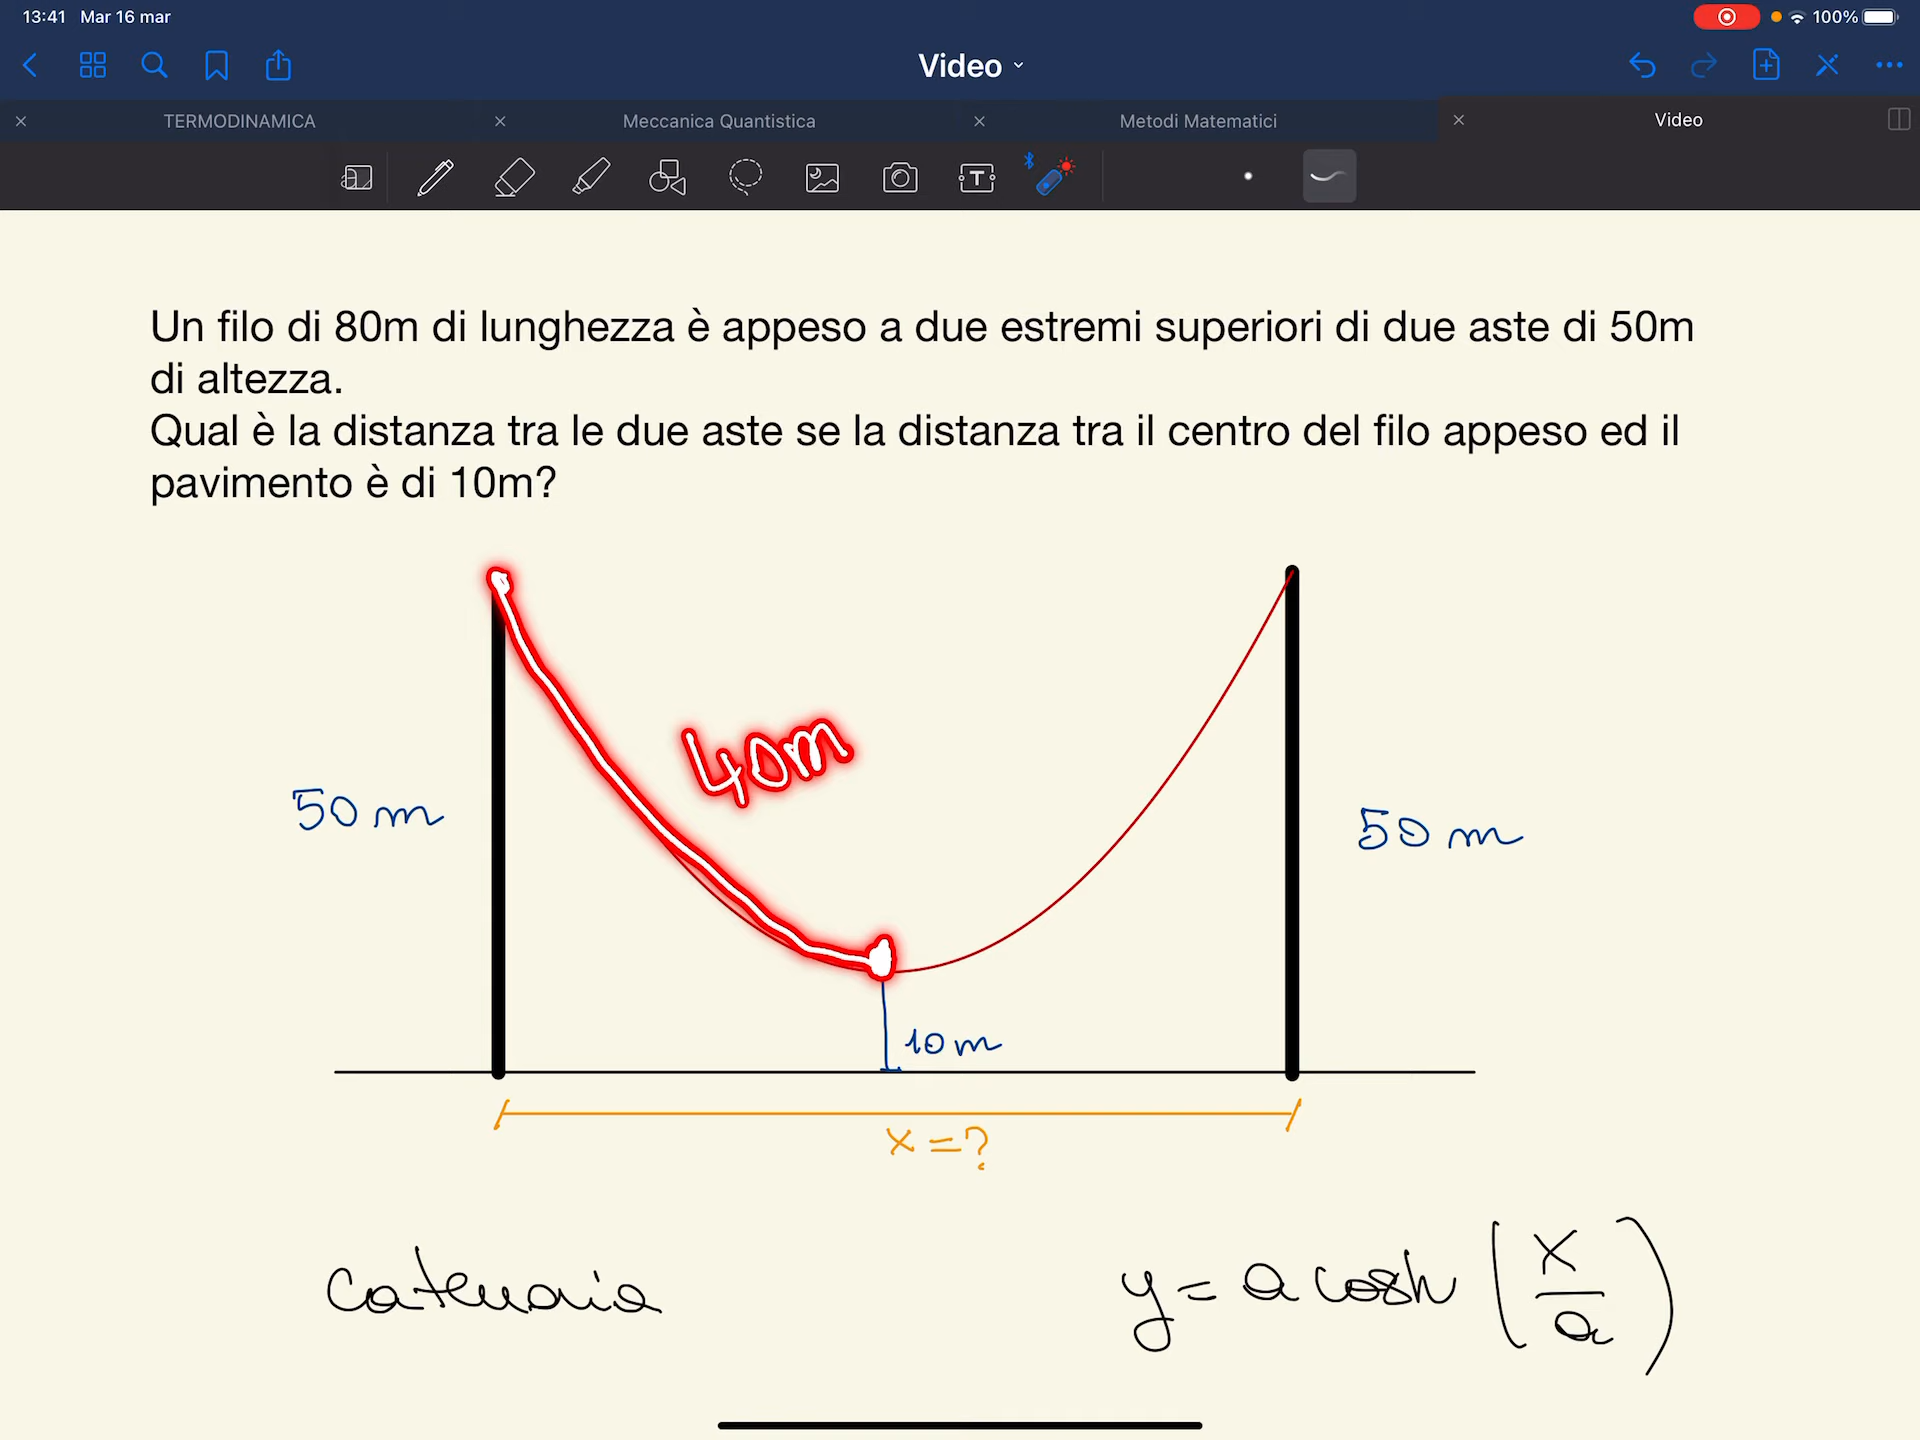 13:41 Mar 16 mar 100%
Video
TERMODINAMICA Meccanica Quantistica Metodi Matematici Video
T
Un filo di 80m di lunghezza è appeso a due estremi superiori di due aste di 50m
di altezza.
Qual è la distanza tra le due aste se la distanza tra il centro del filo appeso ed il
pavimento è di 10m?
40m
50 m
50 m
10 m
x = ?
catenaria
y = a cosh (x/a)